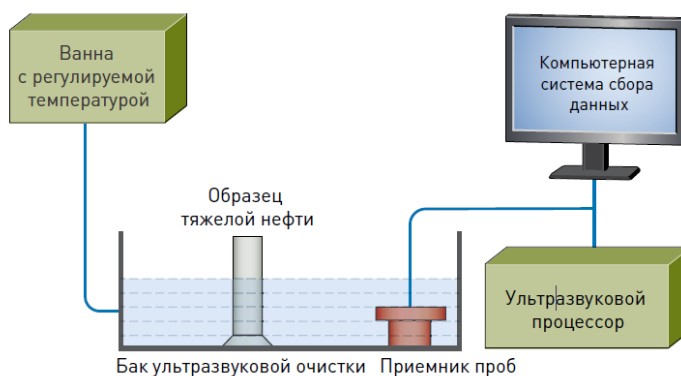 Ванна
с регулируемой
температурой
Компьютерная
система сбора
данных
Образец
тяжелой нефти
Ультразвуковой
процессор
Бак ультразвуковой очистки
Приемник проб